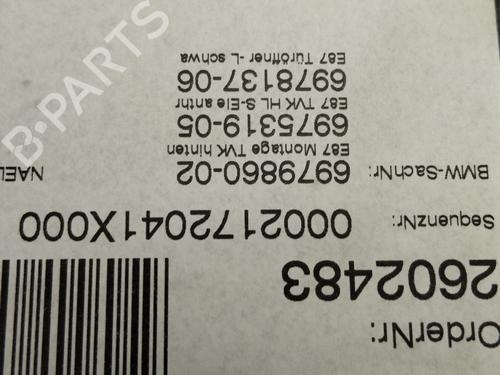 OrderNr:
2602483
SequenzNr: 0002172041X000
BMW-SachNr: 6979860-02 NAEL
E87 Montage TVK hinten
6975319-05
E87 TVK HL S-Ele anthr
6978137-06
E87 Türöffner -L schwa
B-PARTS